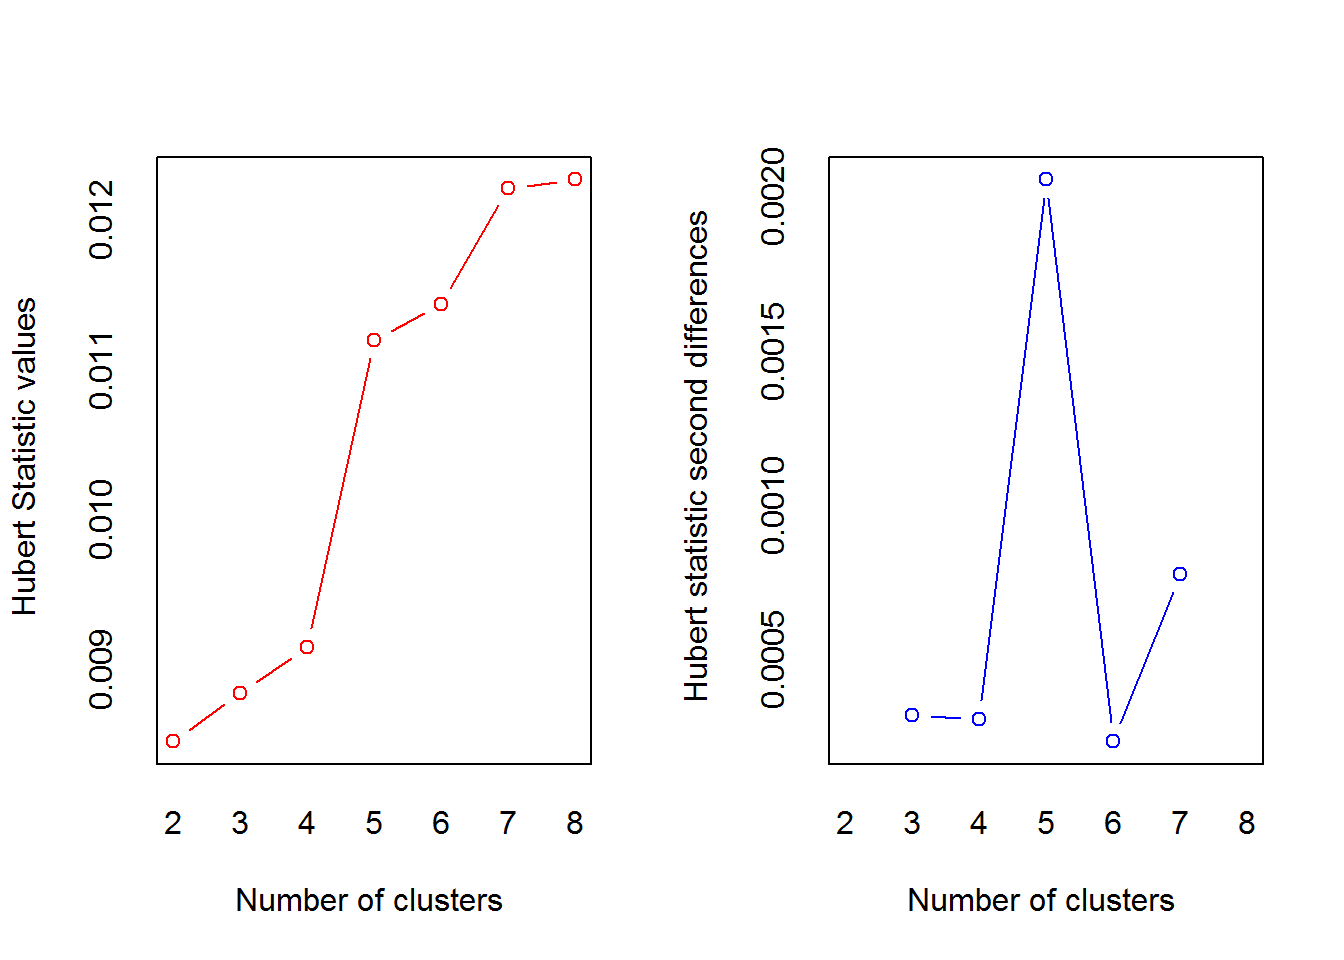 Hubert Statistic values
0.012
0.011
0.010
0.009
2 3 4 5 6 7 8
Number of clusters
Hubert statistic second differences
0.0020
0.0015
0.0010
0.0005
2 3 4 5 6 7 8
Number of clusters